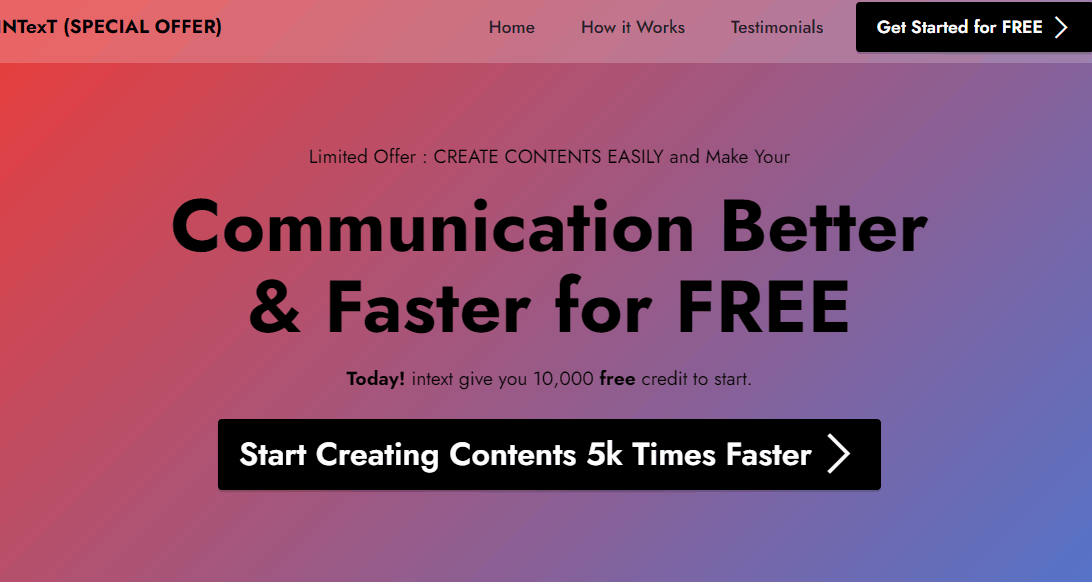 INTexT (SPECIAL OFFER)
Home
How it Works
Testimonials
Get Started for FREE
Limited Offer : CREATE CONTENTS EASILY and Make Your
Communication Better
& Faster for FREE
Today! intext give you 10,000 free credit to start.
Start Creating Contents 5k Times Faster